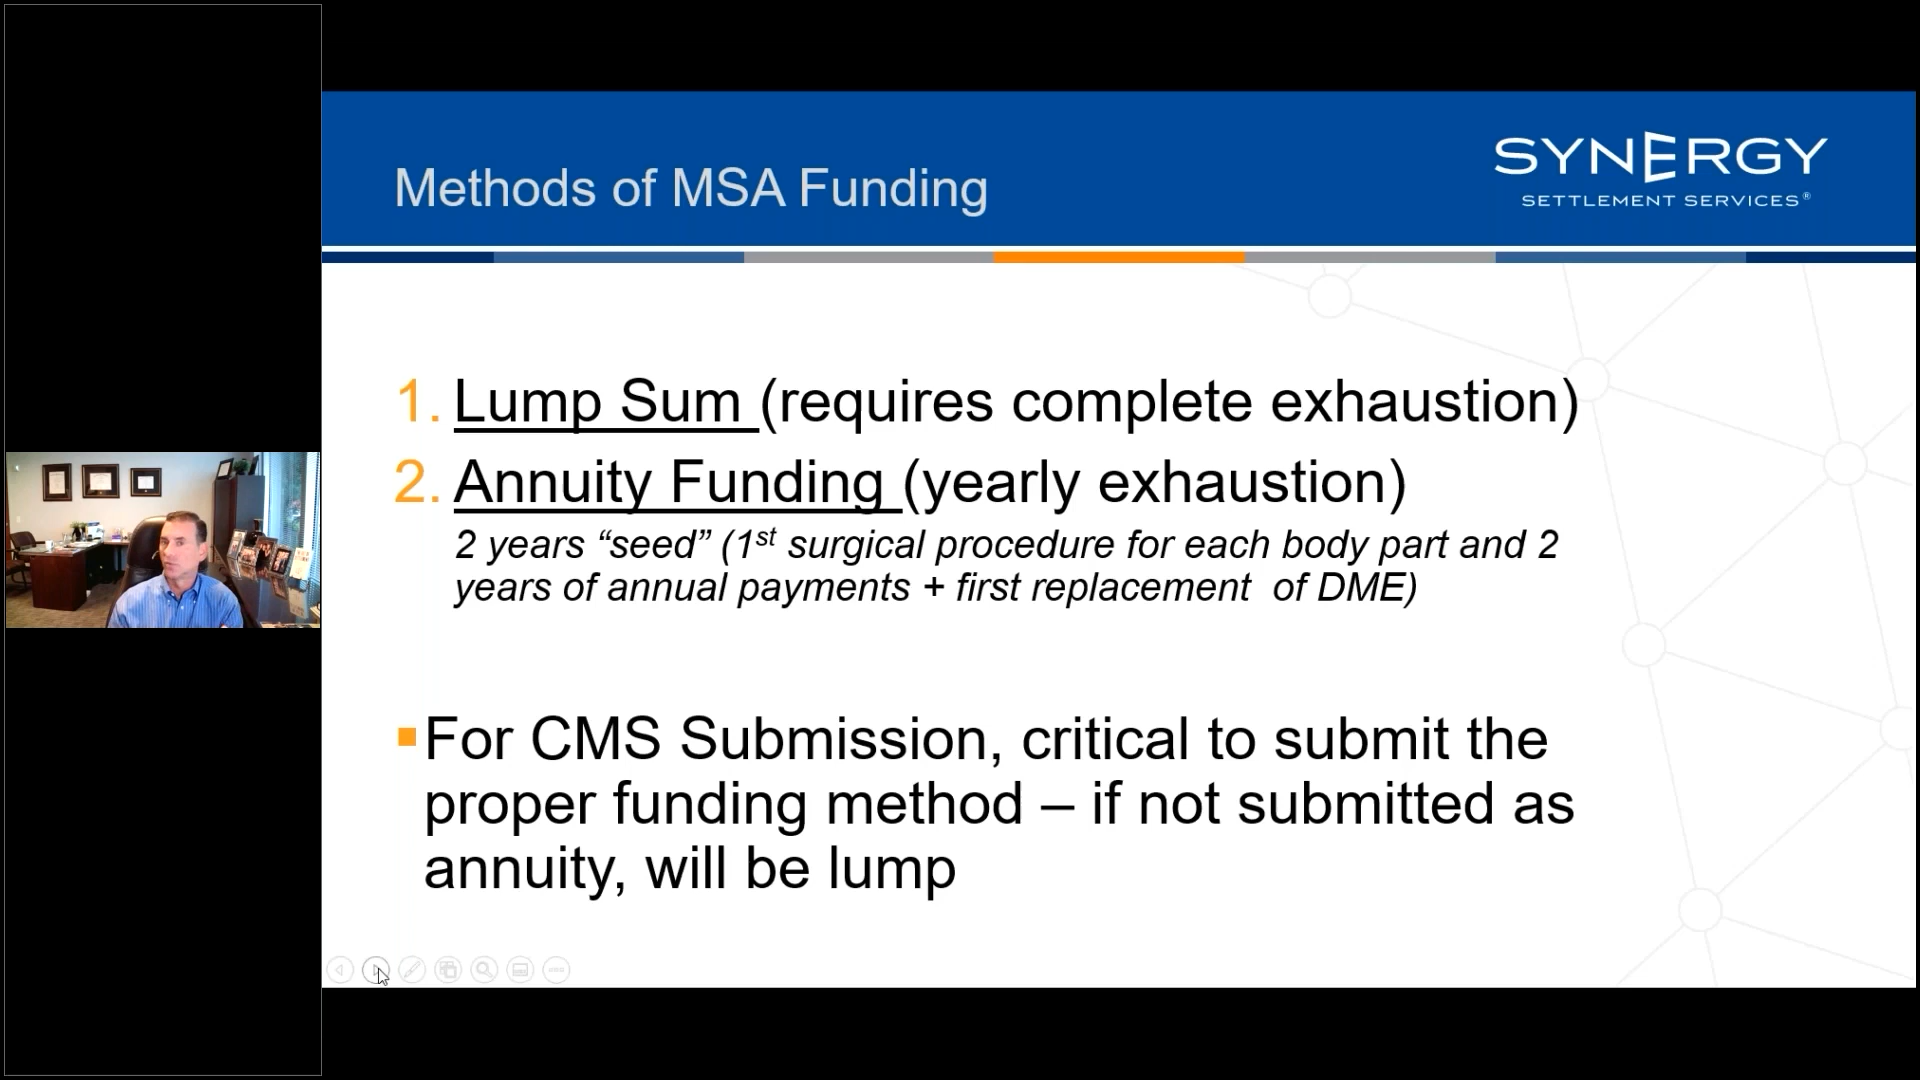 Methods of MSA Funding
SYNERGY
SETTLEMENT SERVICES®
1. Lump Sum (requires complete exhaustion)
2. Annuity Funding (yearly exhaustion)
2 years “seed” (1st surgical procedure for each body part and 2
years of annual payments + first replacement of DME)
▪For CMS Submission, critical to submit the
proper funding method – if not submitted as
annuity, will be lump